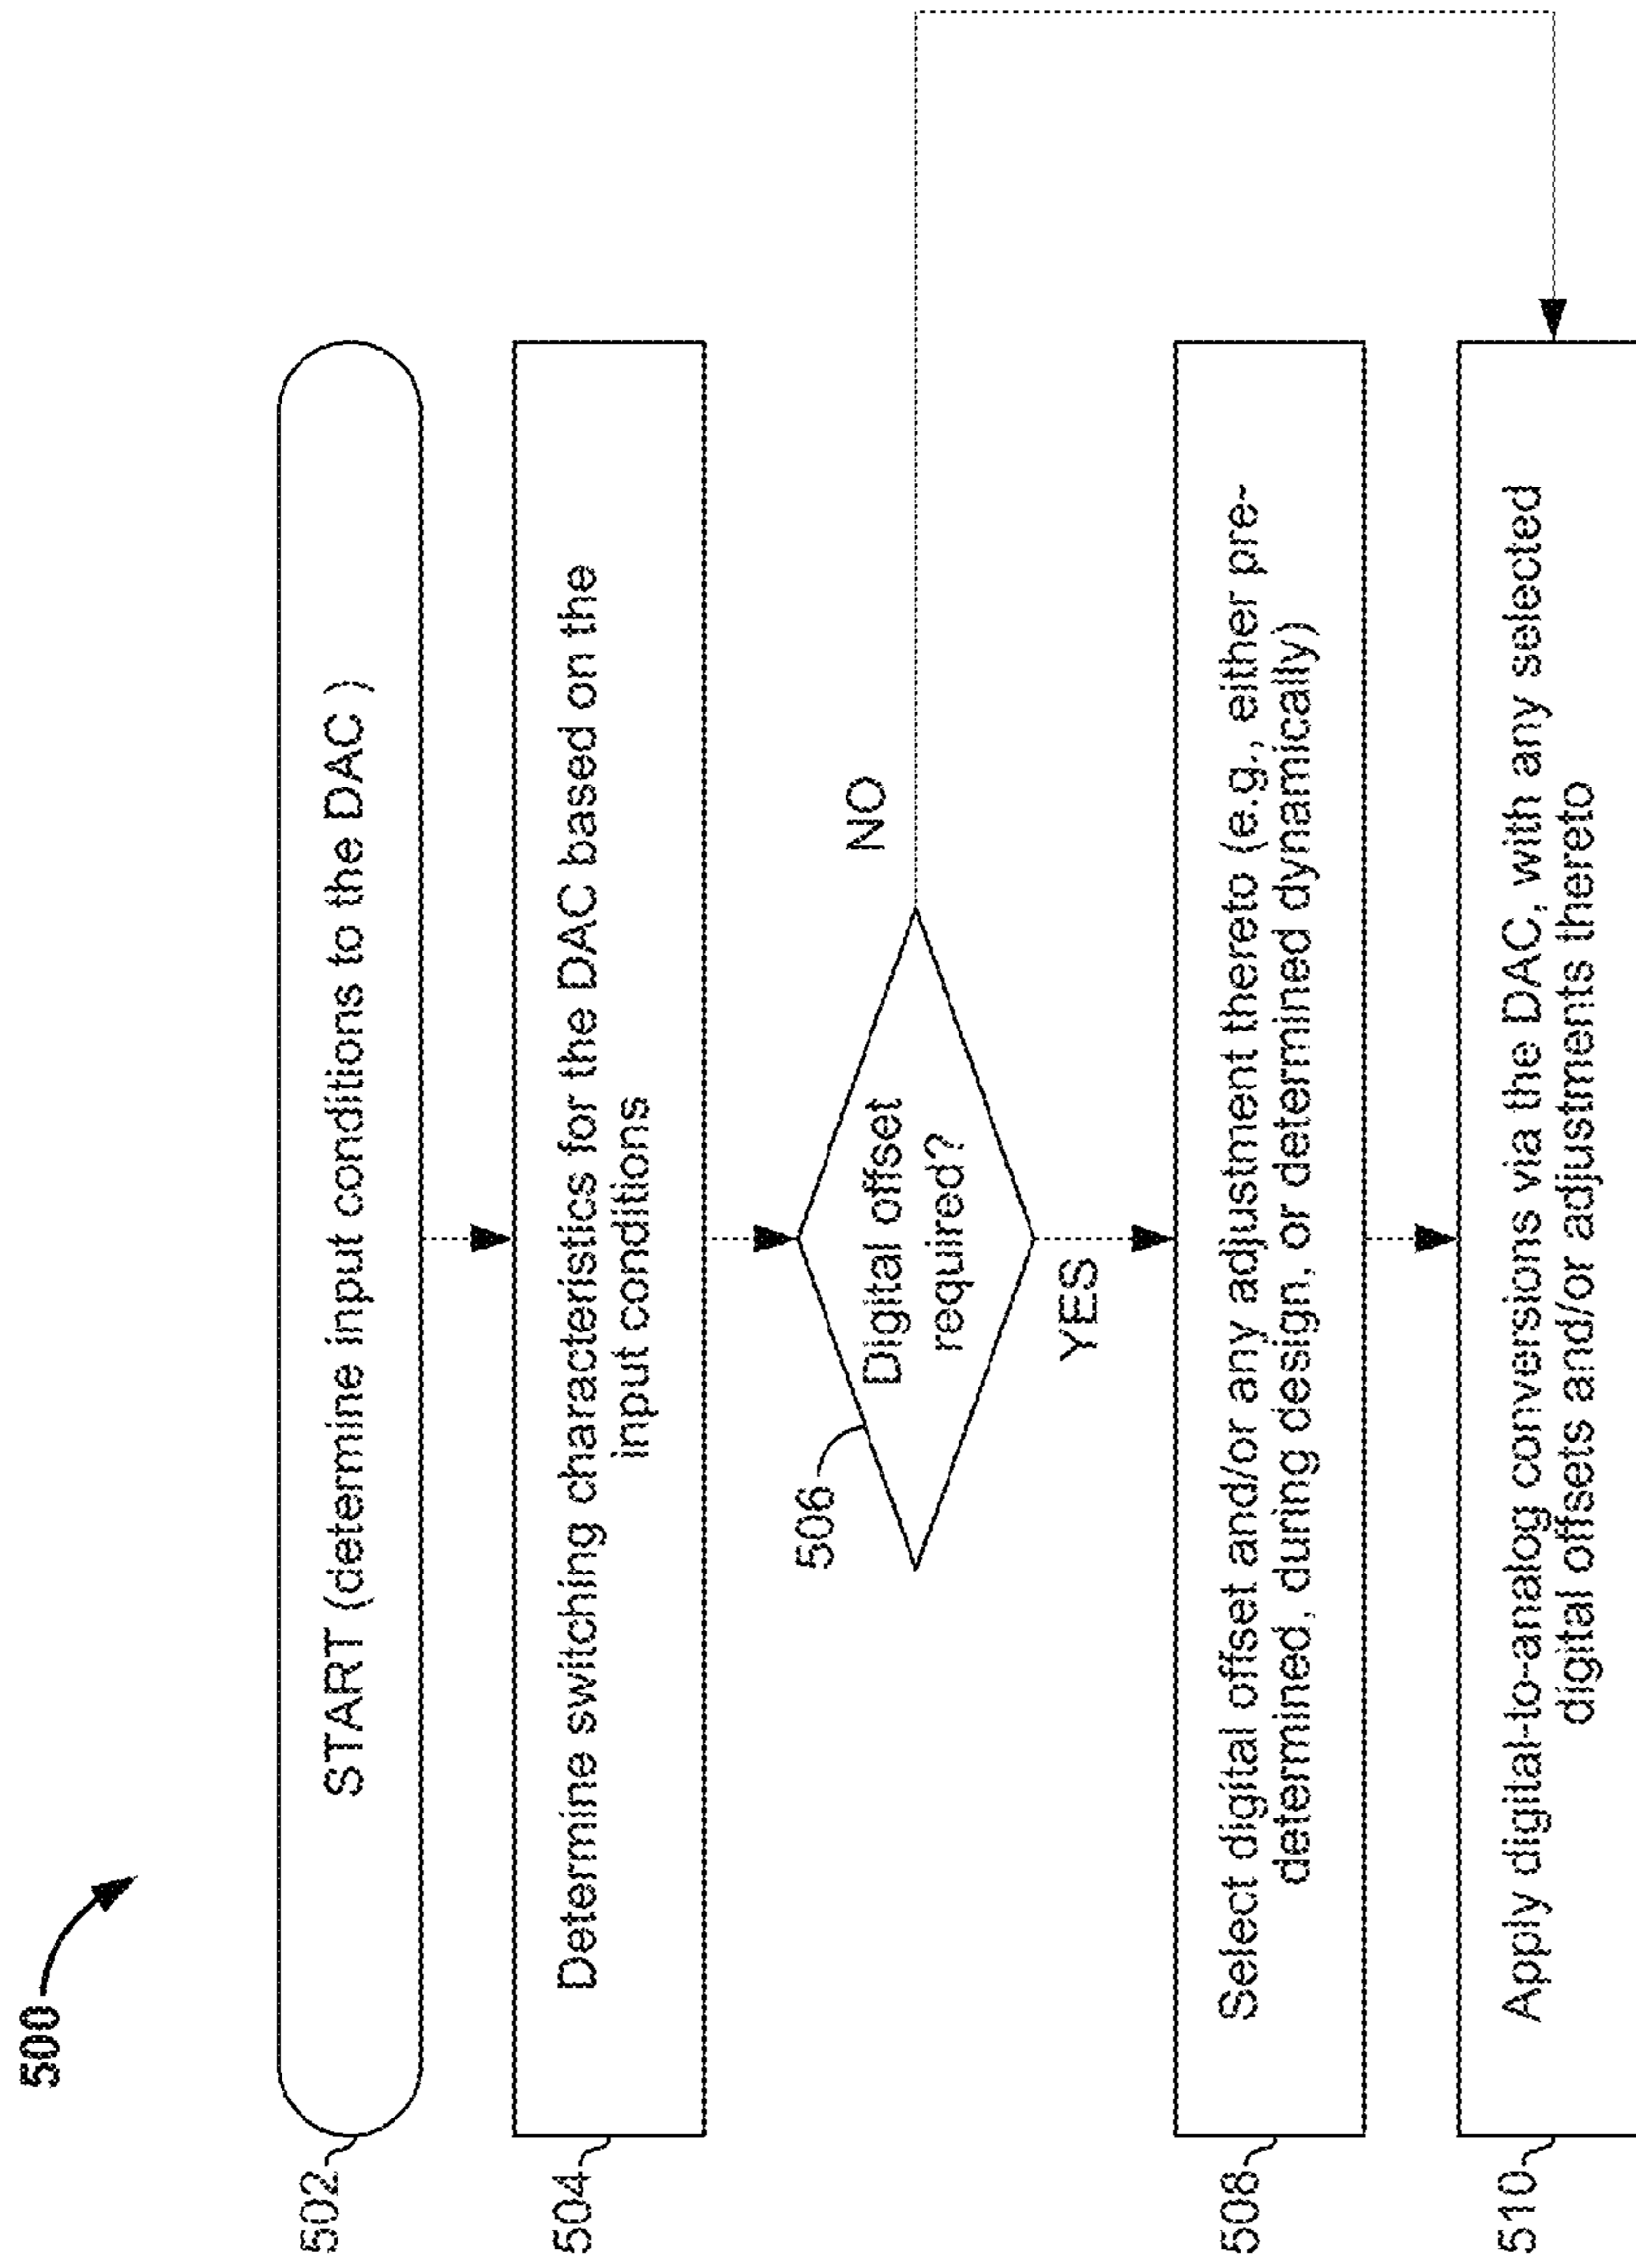 500
502
START (determine input conditions to the DAC )
504
Determine switching characteristics for the DAC based on the
input conditions
506
Digital offset
required?
NO
YES
508
Select digital offset and/or any adjustment thereto (e.g., either pre-
determined, during design, or determined dynamically)
510
Apply digital-to-analog conversions via the DAC, with any selected
digital offsets and/or adjustments thereto